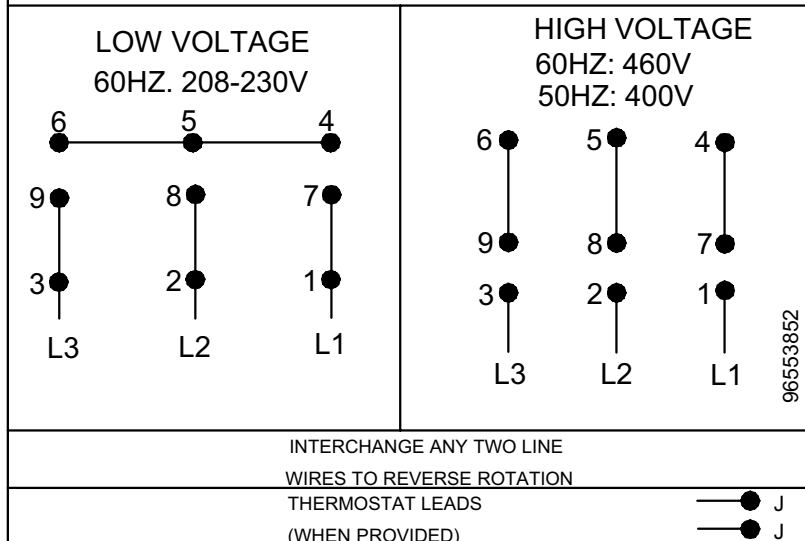 LOW VOLTAGE
60HZ. 208-230V
6 5 4
9 8 7
3 2 1
L3 L2 L1
HIGH VOLTAGE
60HZ: 460V
50HZ: 400V
6 5 4
9 8 7
3 2 1
L3 L2 L1
96553852
INTERCHANGE ANY TWO LINE
WIRES TO REVERSE ROTATION
THERMOSTAT LEADS J
(WHEN PROVIDED) J